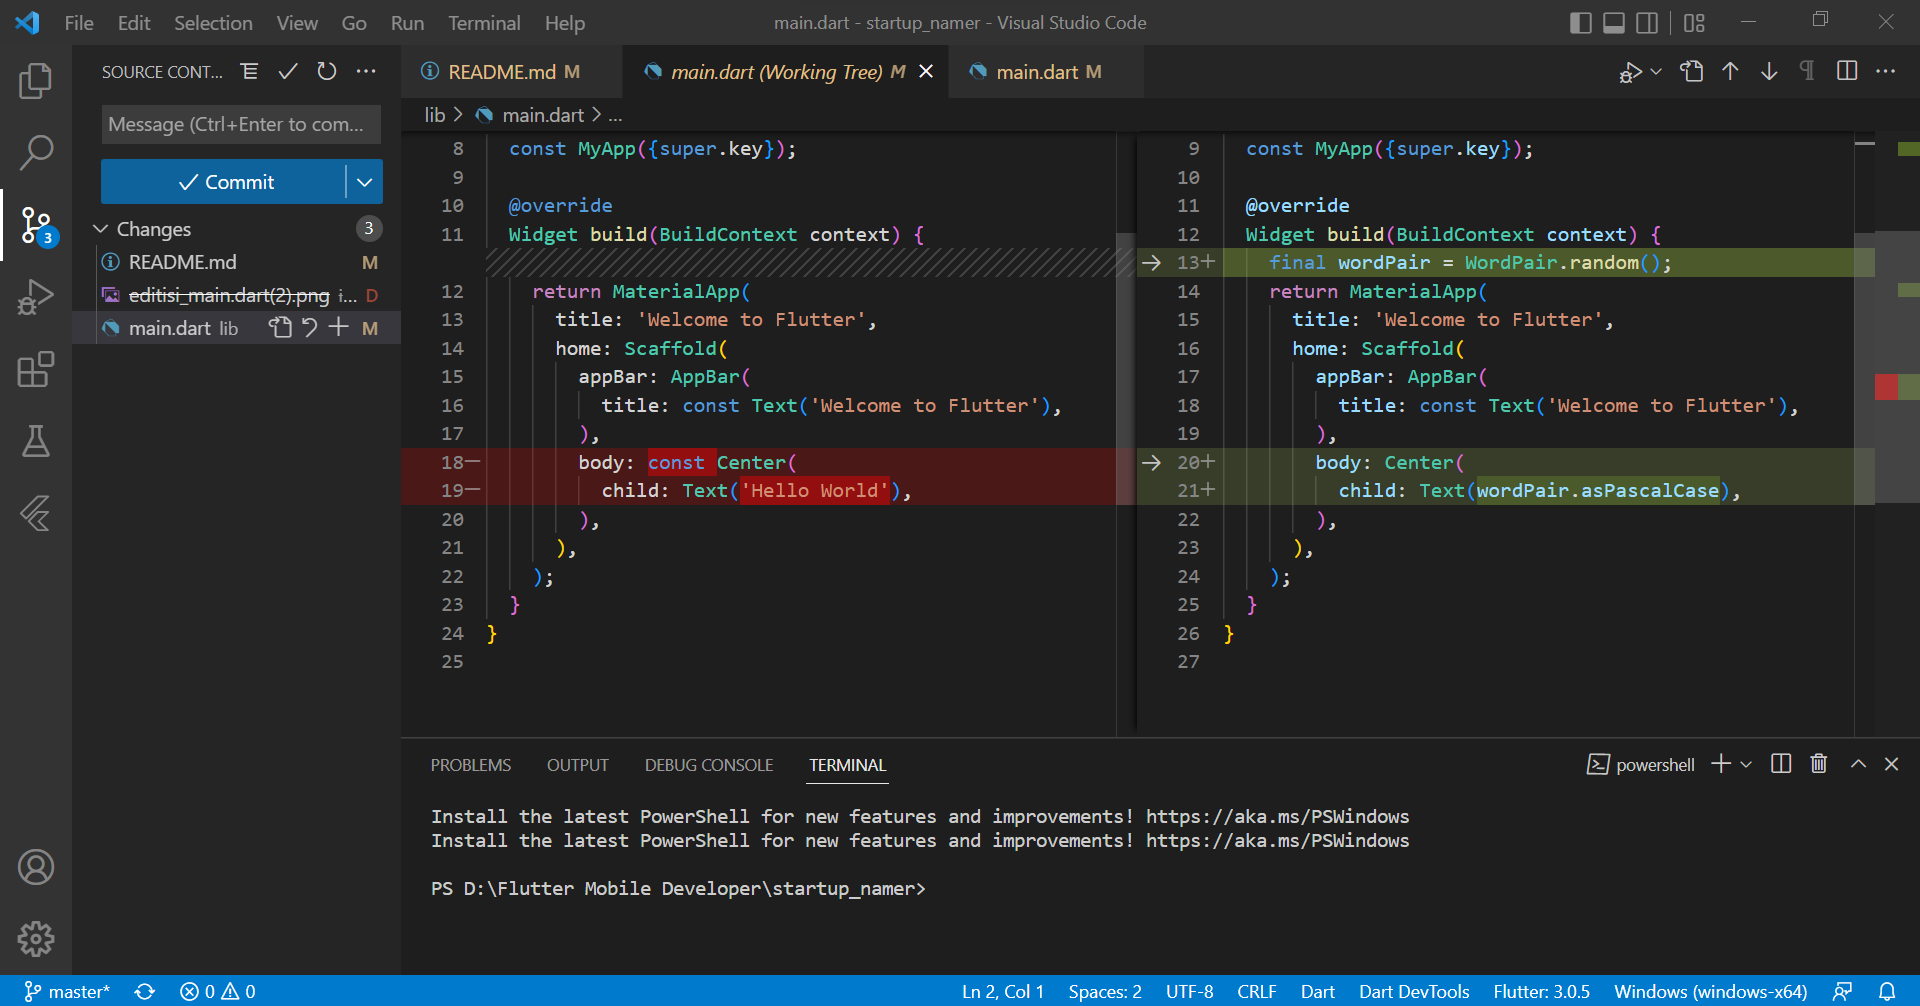 File Edit Selection View Go Run Terminal Help
main.dart - startup_namer - Visual Studio Code
SOURCE CONT...
Message (Ctrl+Enter to com...
Commit
Changes 3
README.md M
editisi_main.dart(2).png i... D
main.dart lib M
3
README.md M
main.dart (Working Tree) M
main.dart M
lib > main.dart > ...
8 const MyApp({super.key});
9
10 @override
11 Widget build(BuildContext context) {
12 return MaterialApp(
13 title: 'Welcome to Flutter',
14 home: Scaffold(
15 appBar: AppBar(
16 title: const Text('Welcome to Flutter'),
17 ),
18— body: const Center(
19— child: Text('Hello World'),
20 ),
21 ),
22 );
23 }
24 }
25
9 const MyApp({super.key});
10
11 @override
12 Widget build(BuildContext context) {
13+ final wordPair = WordPair.random();
14 return MaterialApp(
15 title: 'Welcome to Flutter',
16 home: Scaffold(
17 appBar: AppBar(
18 title: const Text('Welcome to Flutter'),
19 ),
20+ body: Center(
21+ child: Text(wordPair.asPascalCase),
22 ),
23 ),
24 );
25 }
26 }
27
PROBLEMS OUTPUT DEBUG CONSOLE TERMINAL
powershell
Install the latest PowerShell for new features and improvements! https://aka.ms/PSWindows
Install the latest PowerShell for new features and improvements! https://aka.ms/PSWindows
PS D:\Flutter Mobile Developer\startup_namer>
master* 0 0 Ln 2, Col 1 Spaces: 2 UTF-8 CRLF Dart Dart DevTools Flutter: 3.0.5 Windows (windows-x64)